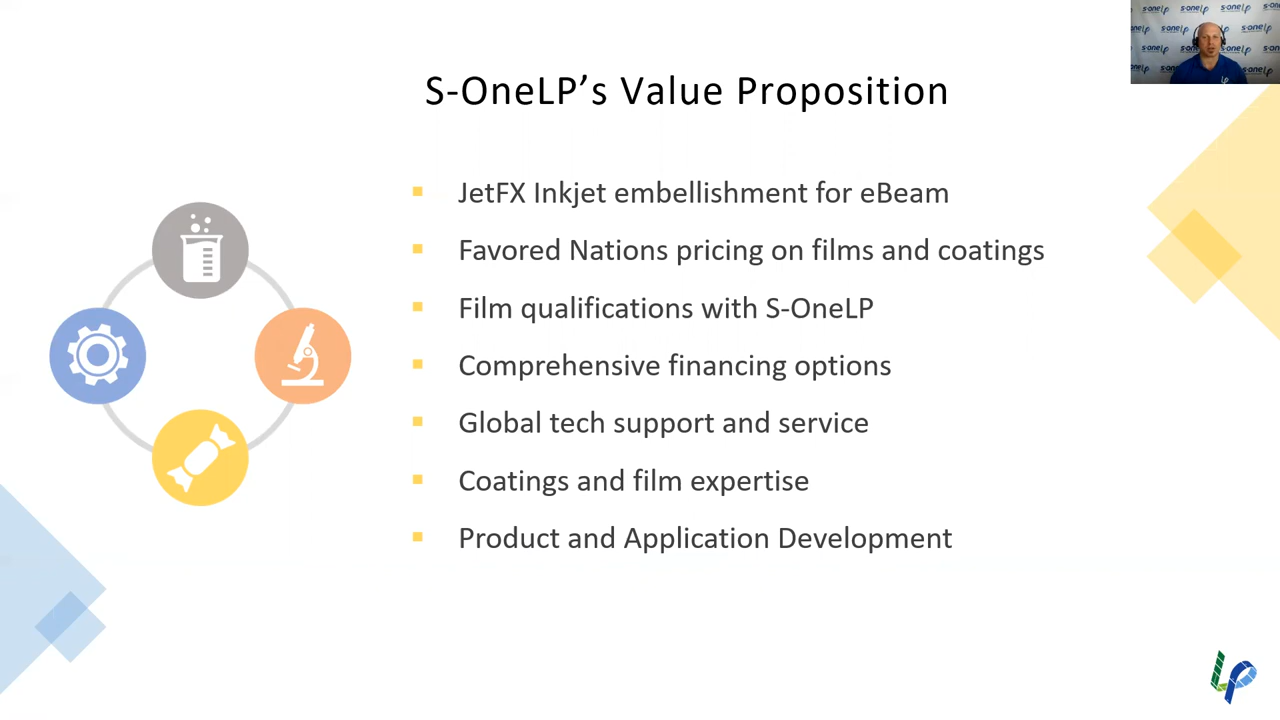 S-OneLP’s Value Proposition
JetFX Inkjet embellishment for eBeam
Favored Nations pricing on films and coatings
Film qualifications with S-OneLP
Comprehensive financing options
Global tech support and service
Coatings and film expertise
Product and Application Development
LP